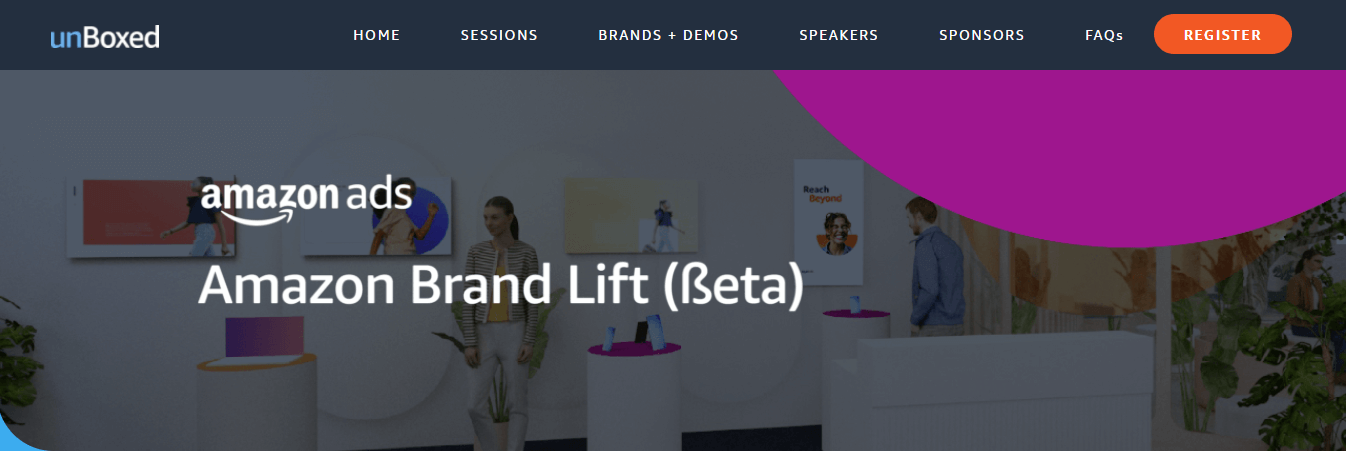 unBoxed
HOME
SESSIONS
BRANDS + DEMOS
SPEAKERS
SPONSORS
FAQs
REGISTER
amazon ads
Reach
Beyond
Amazon Brand Lift (ßeta)